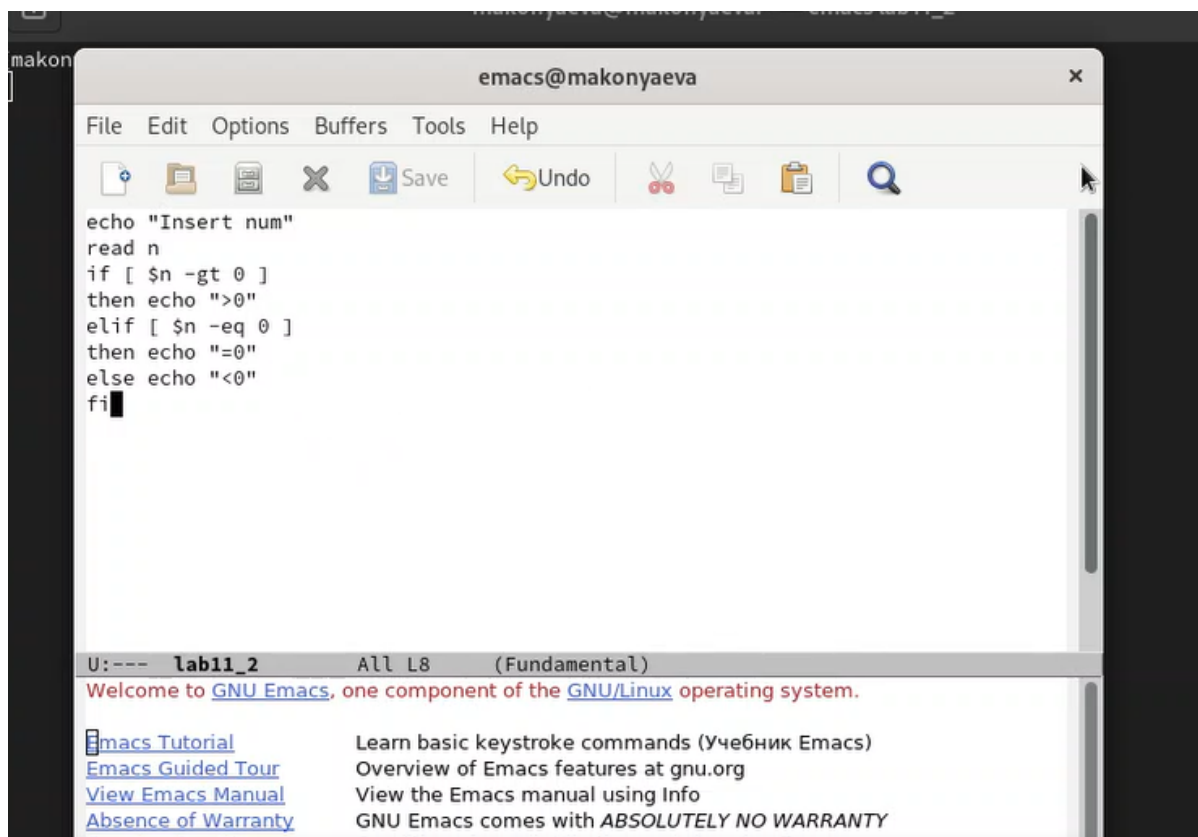 makon
emacs@makonyaeva
File Edit Options Buffers Tools Help
Save Undo
echo "Insert num"
read n
if [ $n -gt 0 ]
then echo ">0"
elif [ $n -eq 0 ]
then echo "=0"
else echo "<0"
fi
U:--- lab11_2 All L8 (Fundamental)
Welcome to GNU Emacs, one component of the GNU/Linux operating system.
Emacs Tutorial Learn basic keystroke commands (Учебник Emacs)
Emacs Guided Tour Overview of Emacs features at gnu.org
View Emacs Manual View the Emacs manual using Info
Absence of Warranty GNU Emacs comes with ABSOLUTELY NO WARRANTY